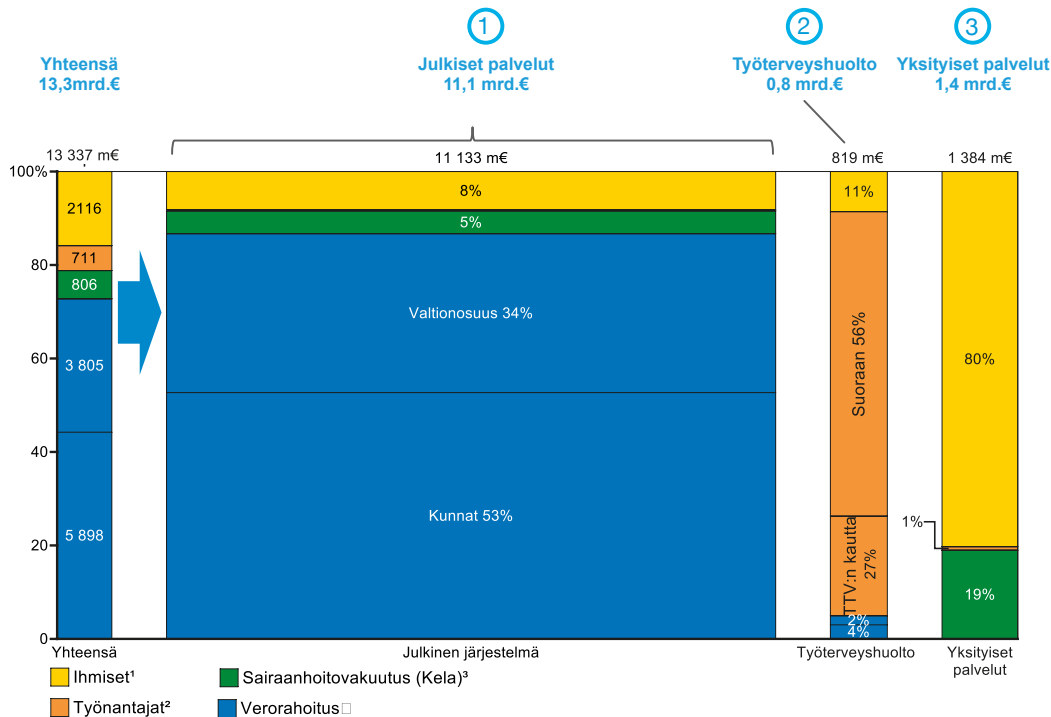 1
2
3
Yhteensä
13,3mrd.€
Julkiset palvelut
11,1 mrd.€
Työterveyshuolto
0,8 mrd.€
Yksityiset palvelut
1,4 mrd.€
13 337 m€
11 133 m€
819 m€
1 384 m€
100%
80
60
40
20
0
2116
711
806
3 805
5 898
8%
5%
Valtionosuus 34%
Kunnat 53%
11%
Suoraan 56%
TTV:n kautta
27%
2%
4%
80%
1%
19%
Yhteensä
Julkinen järjestelmä
Työterveyshuolto
Yksityiset
palvelut
Ihmiset¹
Sairaanhoitovakuutus (Kela)³
Työnantajat²
Verorahoitus